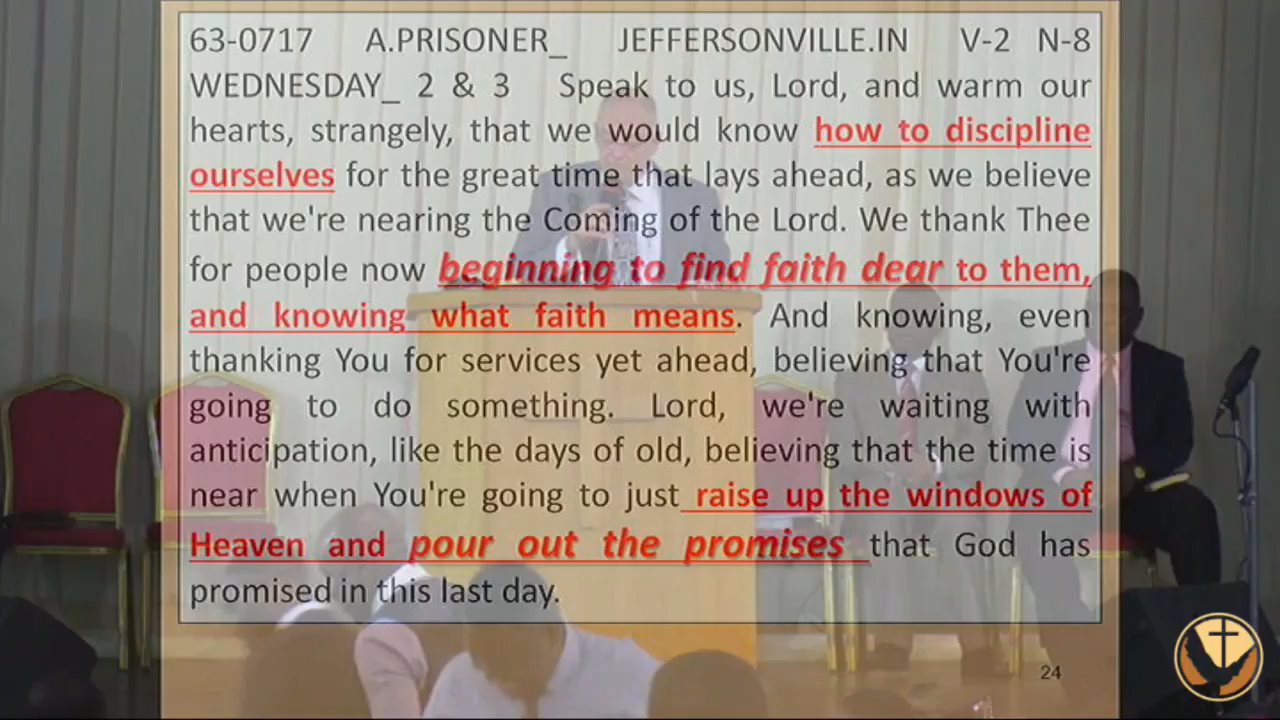 63-0717 A.PRISONER_ JEFFERSONVILLE.IN V-2 N-8
WEDNESDAY_ 2 & 3 Speak to us, Lord, and warm our
hearts, strangely, that we would know how to discipline
ourselves for the great time that lays ahead, as we believe
that we're nearing the Coming of the Lord. We thank Thee
for people now beginning to find faith dear to them,
and knowing what faith means. And knowing, even
thanking You for services yet ahead, believing that You're
going to do something. Lord, we're waiting with
anticipation, like the days of old, believing that the time is
near when You're going to just raise up the windows of
Heaven and pour out the promises that God has
promised in this last day.
24